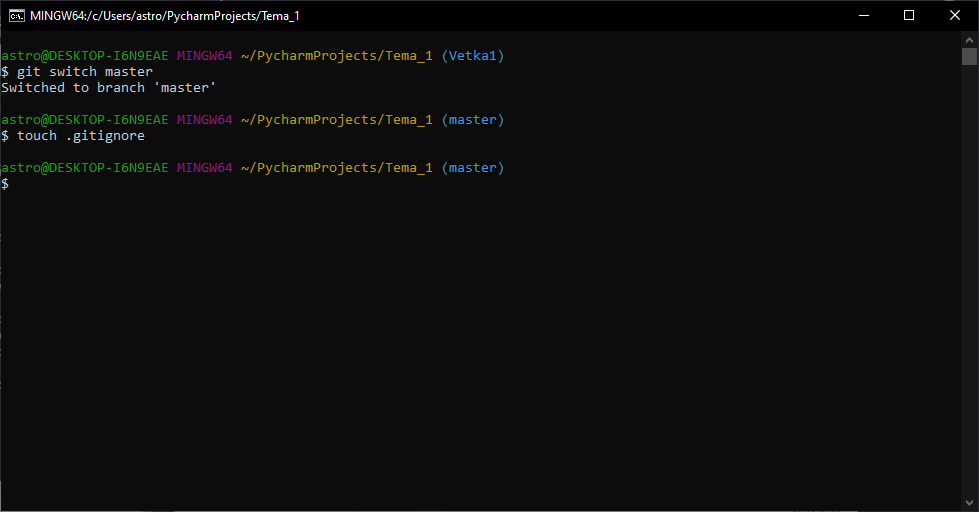 MINGW64:/c/Users/astro/PycharmProjects/Tema_1
astro@DESKTOP-I6N9EAE MINGW64 ~/PycharmProjects/Tema_1 (Vetka1)
$ git switch master
Switched to branch 'master'
astro@DESKTOP-I6N9EAE MINGW64 ~/PycharmProjects/Tema_1 (master)
$ touch .gitignore
astro@DESKTOP-I6N9EAE MINGW64 ~/PycharmProjects/Tema_1 (master)
$